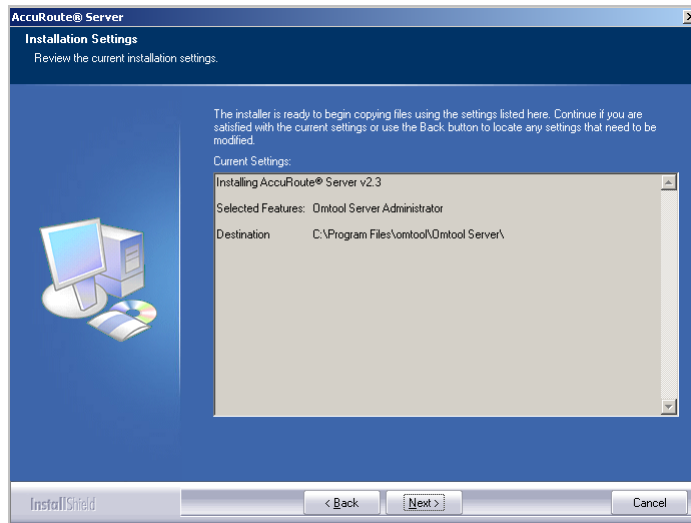 AccuRoute® Server
Installation Settings
Review the current installation settings.
The installer is ready to begin copying files using the settings listed here. Continue if you are
satisfied with the current settings or use the Back button to locate any settings that need to be
modified.
Current Settings:
Installing AccuRoute® Server v2.3
Selected Features: Omtool Server Administrator
Destination C:\Program Files\omtool\Omtool Server\
InstallShield
< Back
Next >
Cancel